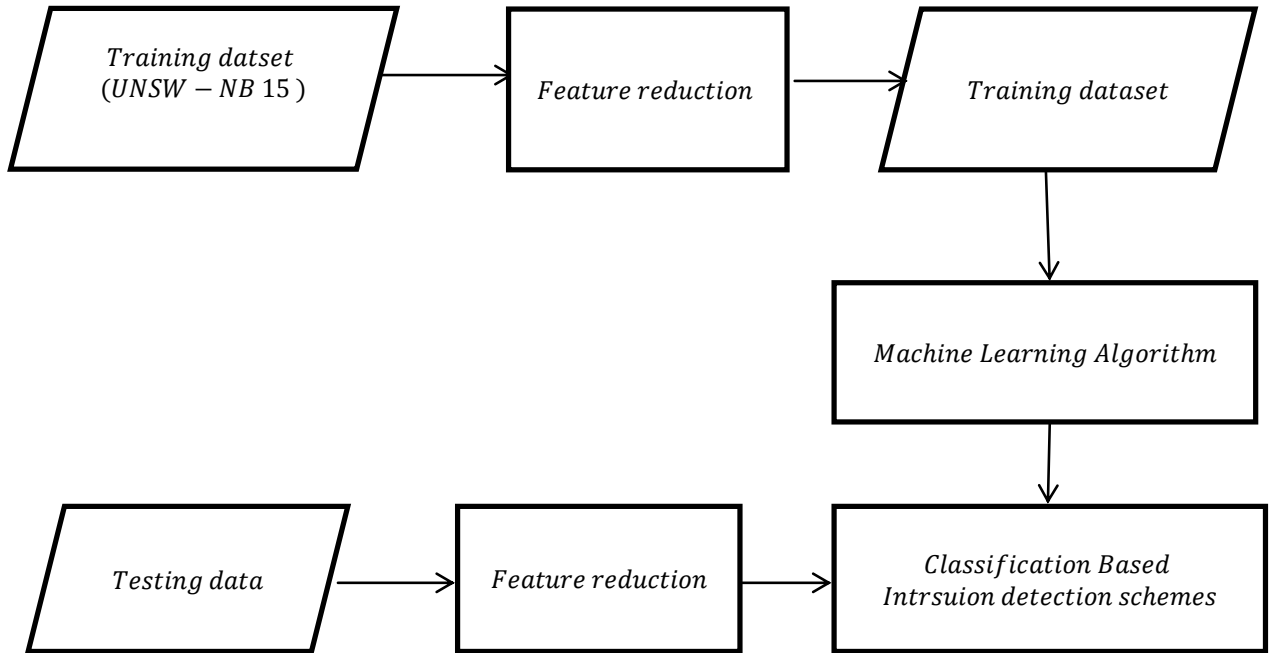 Training datset
(UNSW − NB 15 )
Feature reduction
Training dataset
Machine Learning Algorithm
Testing data
Feature reduction
Classification Based
Intrsuion detection schemes